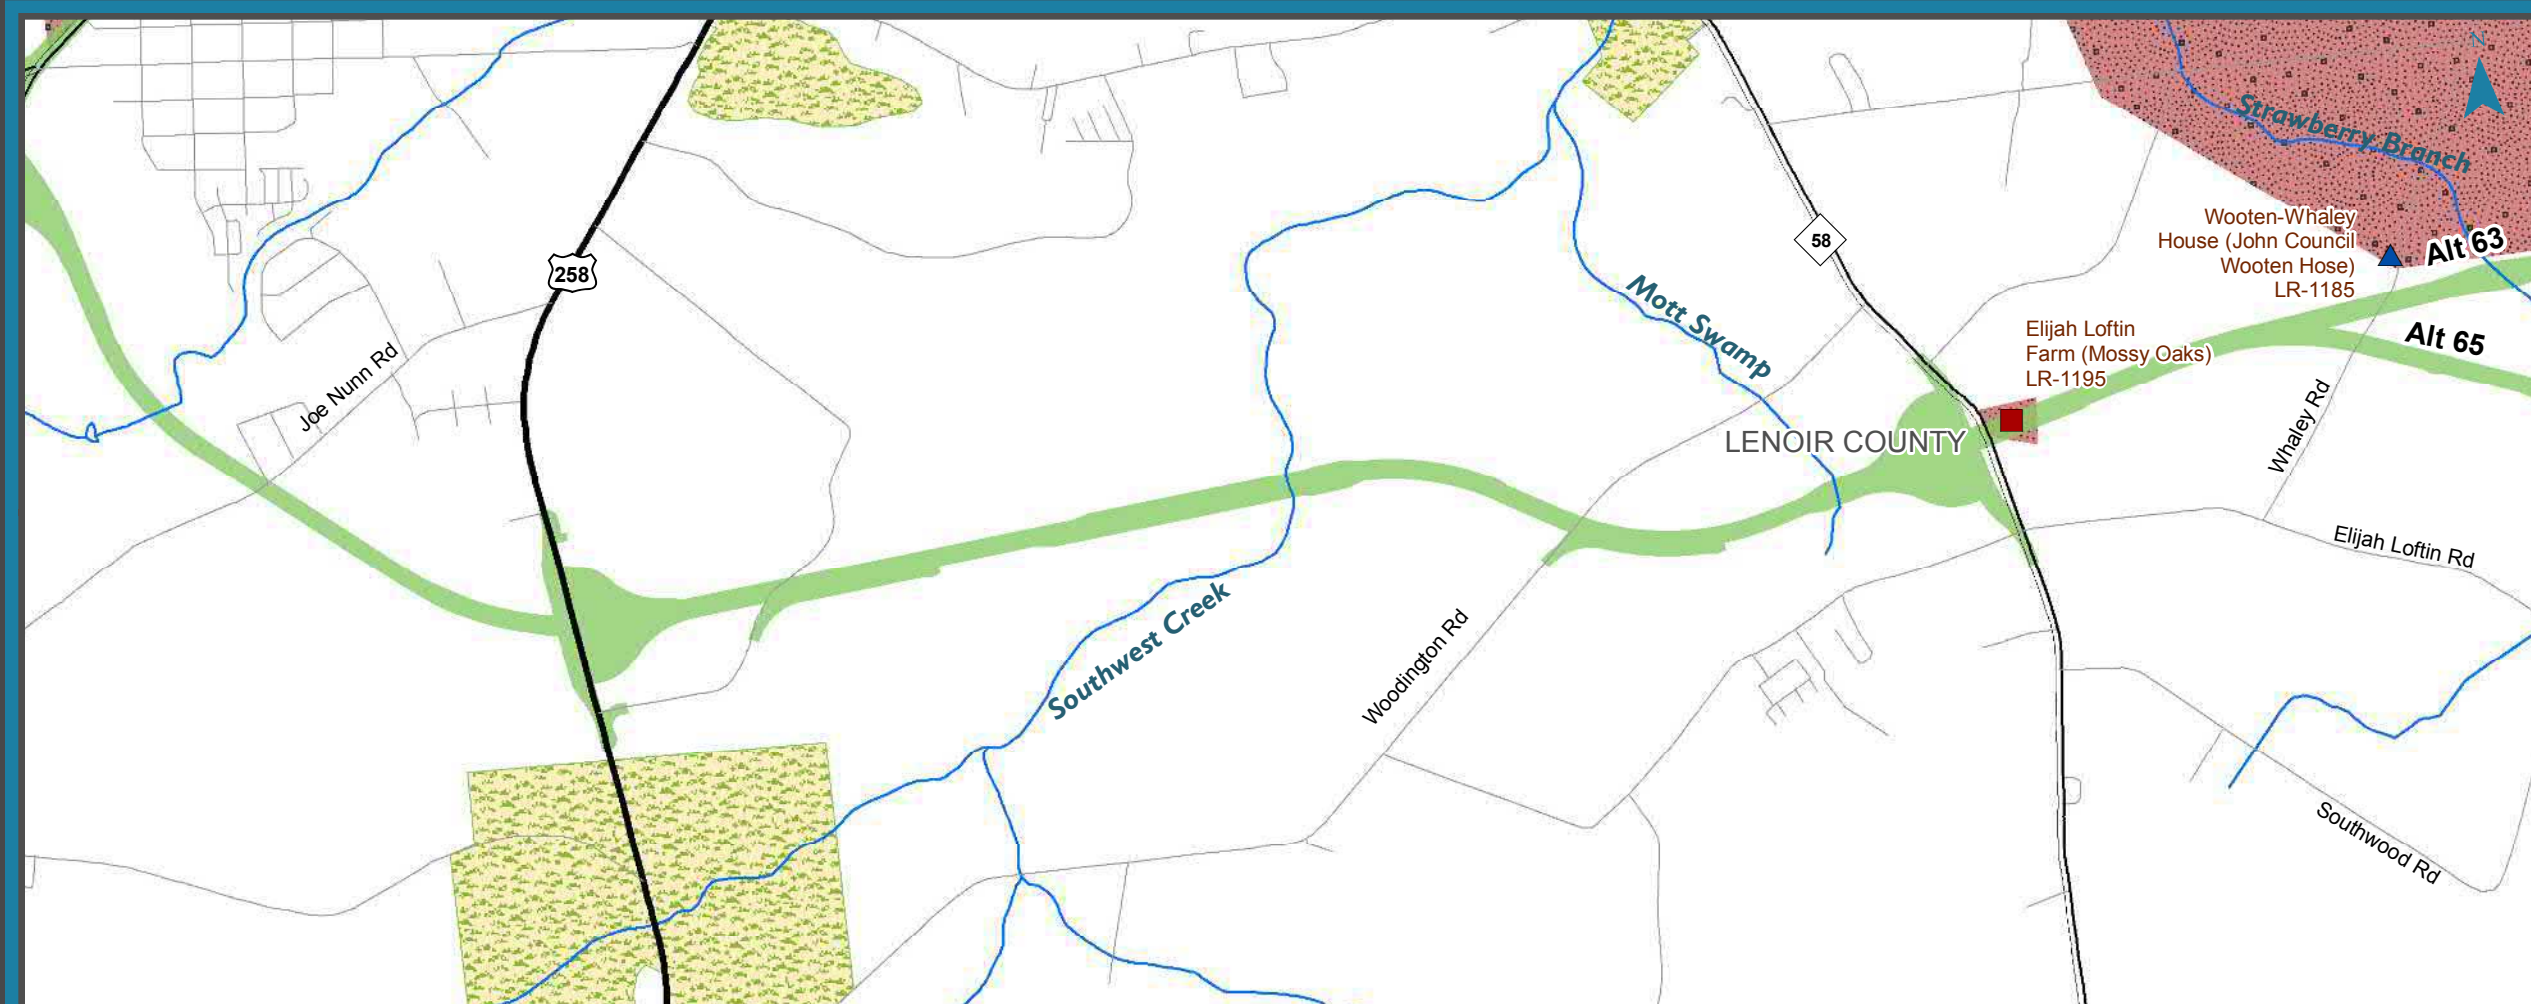 N
Strawberry Branch
Wooten-Whaley
House (John Council
Wooten Hose)
LR-1185
Alt 63
58
258
Mott Swamp
Elijah Loftin
Farm (Mossy Oaks)
LR-1195
Alt 65
Joe Nunn Rd
LENOIR COUNTY
Whaley Rd
Elijah Loftin Rd
Southwest Creek
Woodington Rd
Southwood Rd